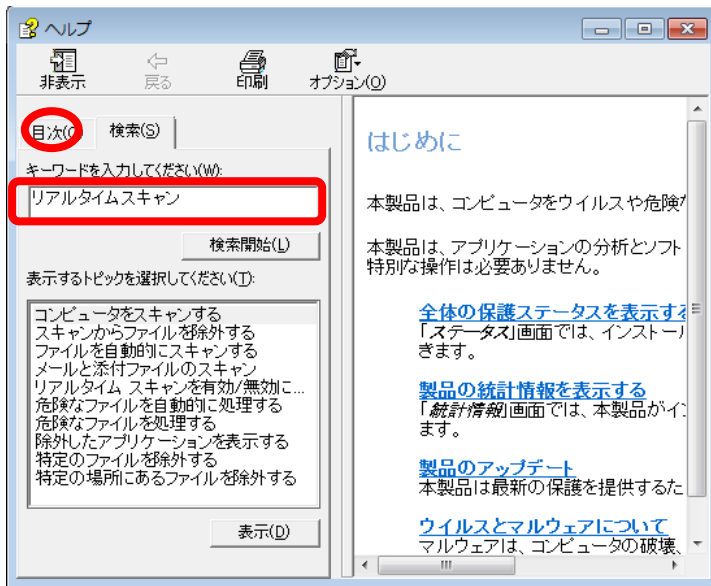 ヘルプ
非表示
戻る
印刷
オプション(O)
目次(C)
検索(S)
キーワードを入力してください(W):
リアルタイムスキャン
検索開始(L)
表示するトピックを選択してください(T):
コンピュータをスキャンする
スキャンからファイルを除外する
ファイルを自動的にスキャンする
メールと添付ファイルのスキャン
リアルタイム スキャンを有効/無効に...
危険なファイルを自動的に処理する
危険なファイルを処理する
除外したアプリケーションを表示する
特定のファイルを除外する
特定の場所にあるファイルを除外する
表示(D)
はじめに
本製品は、コンピュータをウイルスや危険な
本製品は、アプリケーションの分析とソフト
特別な操作は必要ありません。
全体の保護ステータスを表示する
「ステータス」画面では、インストール
きます。
製品の統計情報を表示する
「統計情報」画面では、本製品がイン
ます。
製品のアップデート
本製品は最新の保護を提供するた
ウイルスとマルウェアについて
マルウェアは、コンピュータの破壊、